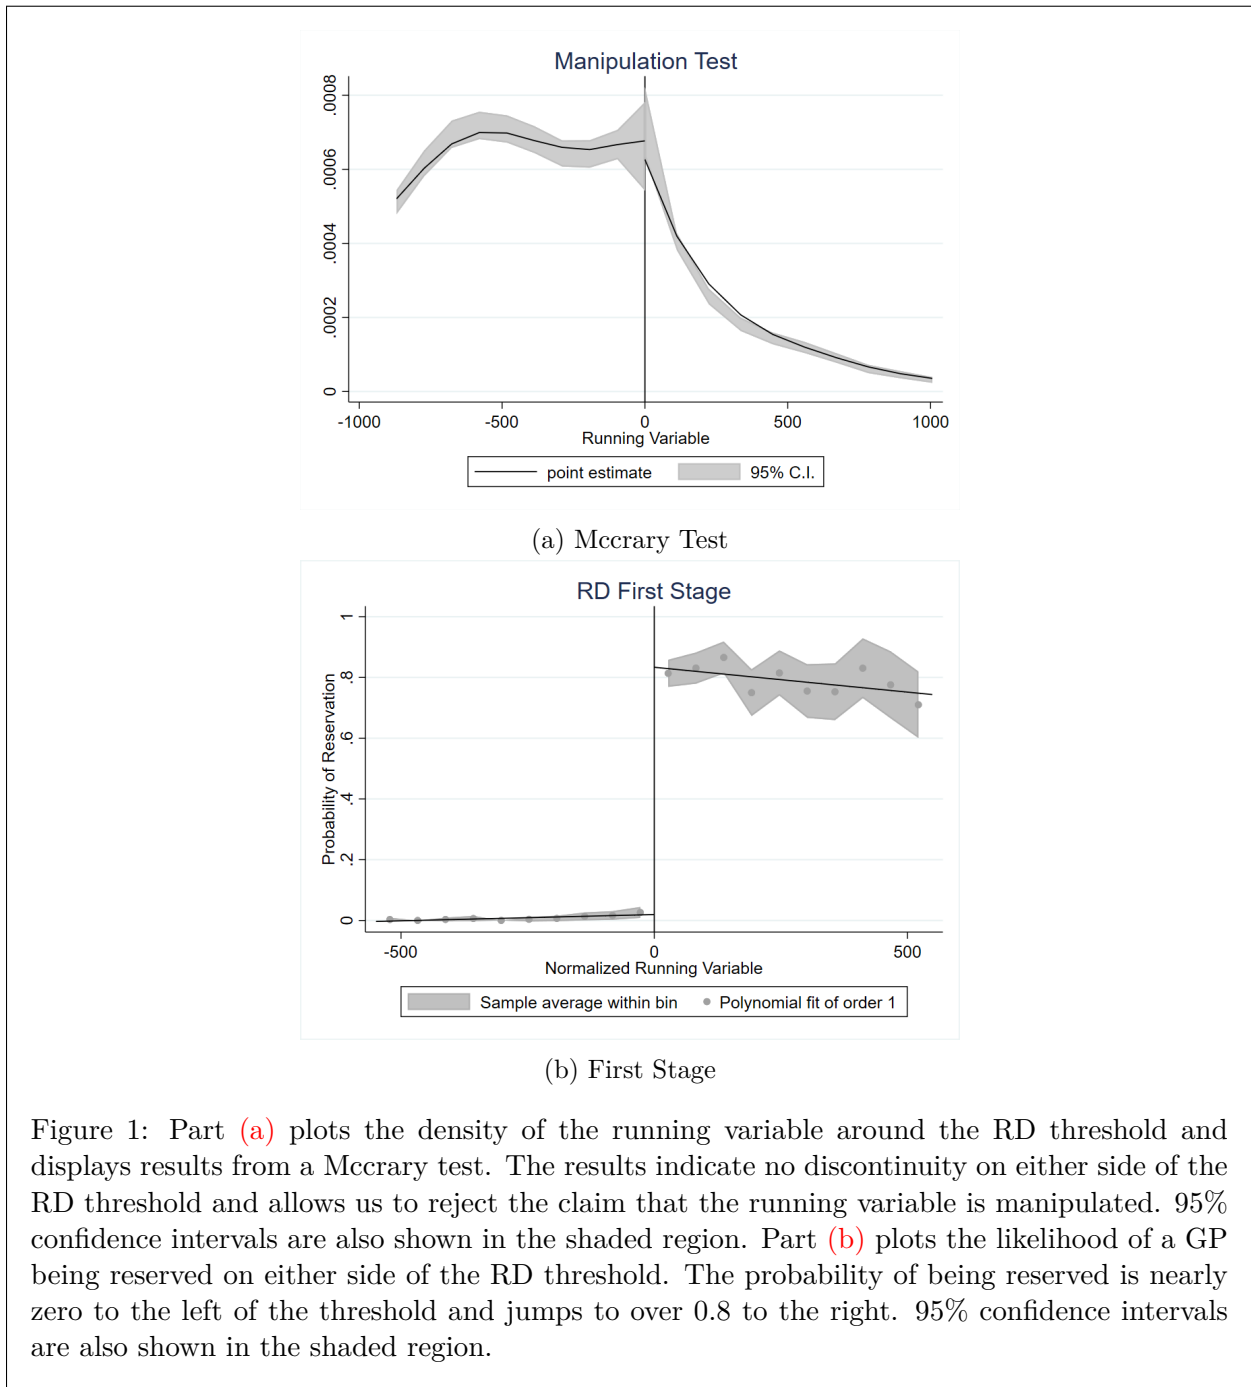 Manipulation Test
.0008
.0006
.0004
.0002
0
-1000 -500 0 500 1000
Running Variable
point estimate 95% C.I.
(a) Mccrary Test
RD First Stage
Probability of Reservation
1
.8
.6
.4
.2
0
-500 0 500
Normalized Running Variable
Sample average within bin Polynomial fit of order 1
(b) First Stage
Figure 1: Part (a) plots the density of the running variable around the RD threshold and
displays results from a Mccrary test. The results indicate no discontinuity on either side of the
RD threshold and allows us to reject the claim that the running variable is manipulated. 95%
confidence intervals are also shown in the shaded region. Part (b) plots the likelihood of a GP
being reserved on either side of the RD threshold. The probability of being reserved is nearly
zero to the left of the threshold and jumps to over 0.8 to the right. 95% confidence intervals
are also shown in the shaded region.